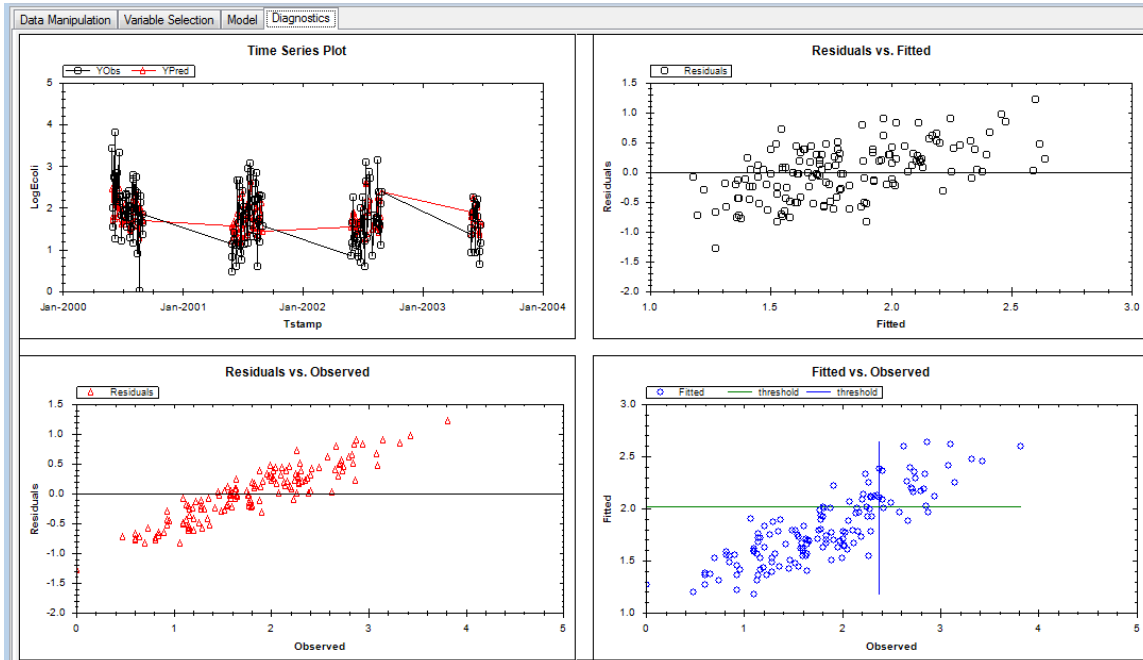 Data Manipulation Variable Selection Model Diagnostics
Time Series Plot
YObs YPred
5
4
3
2
1
0
LogEcoli
Jan-2000 Jan-2001 Jan-2002 Jan-2003 Jan-2004
Tstamp
Residuals vs. Fitted
Residuals
1.5
1.0
0.5
0.0
-0.5
-1.0
-1.5
-2.0
Residuals
1.0 1.5 2.0 2.5 3.0
Fitted
Residuals vs. Observed
Residuals
1.5
1.0
0.5
0.0
-0.5
-1.0
-1.5
-2.0
Residuals
0 1 2 3 4 5
Observed
Fitted vs. Observed
Fitted threshold threshold
3.0
2.5
2.0
1.5
1.0
Fitted
0 1 2 3 4 5
Observed